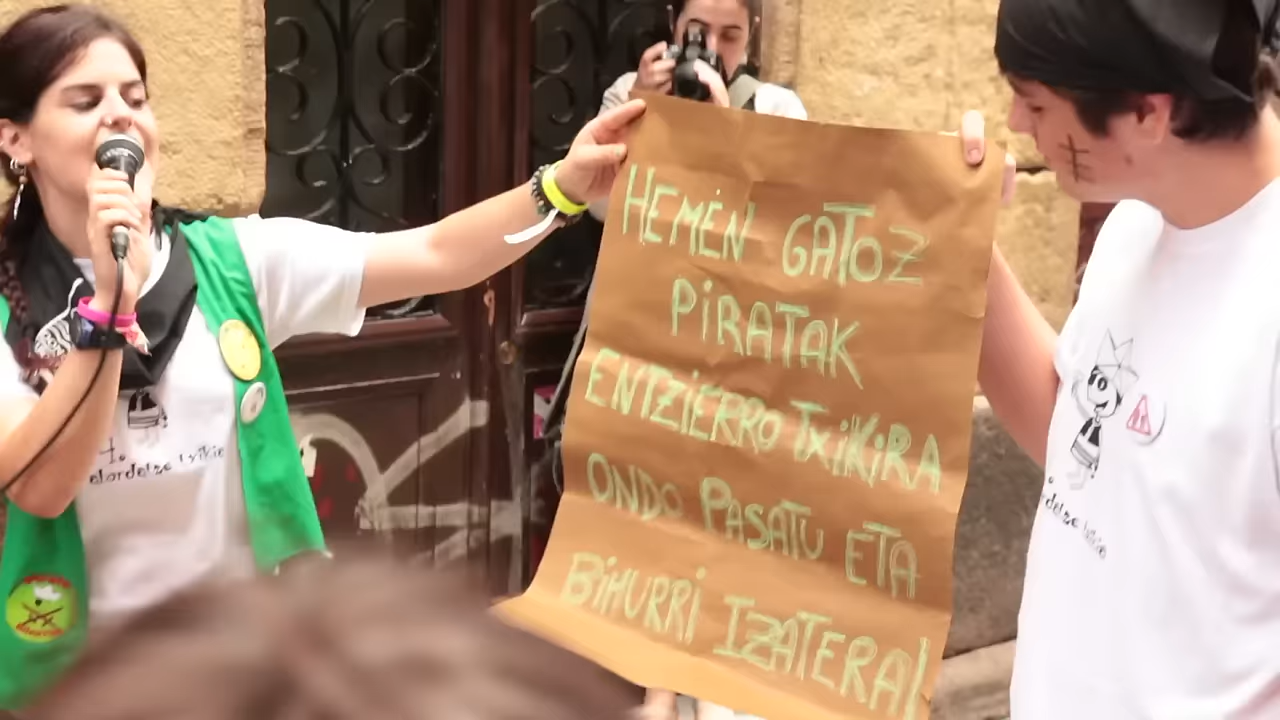 HEMEN GATOZ
PIRATAK
ENTZIERRO TXIKIRA
ONDO PASATU ETA
BIHURRI IZATERA!